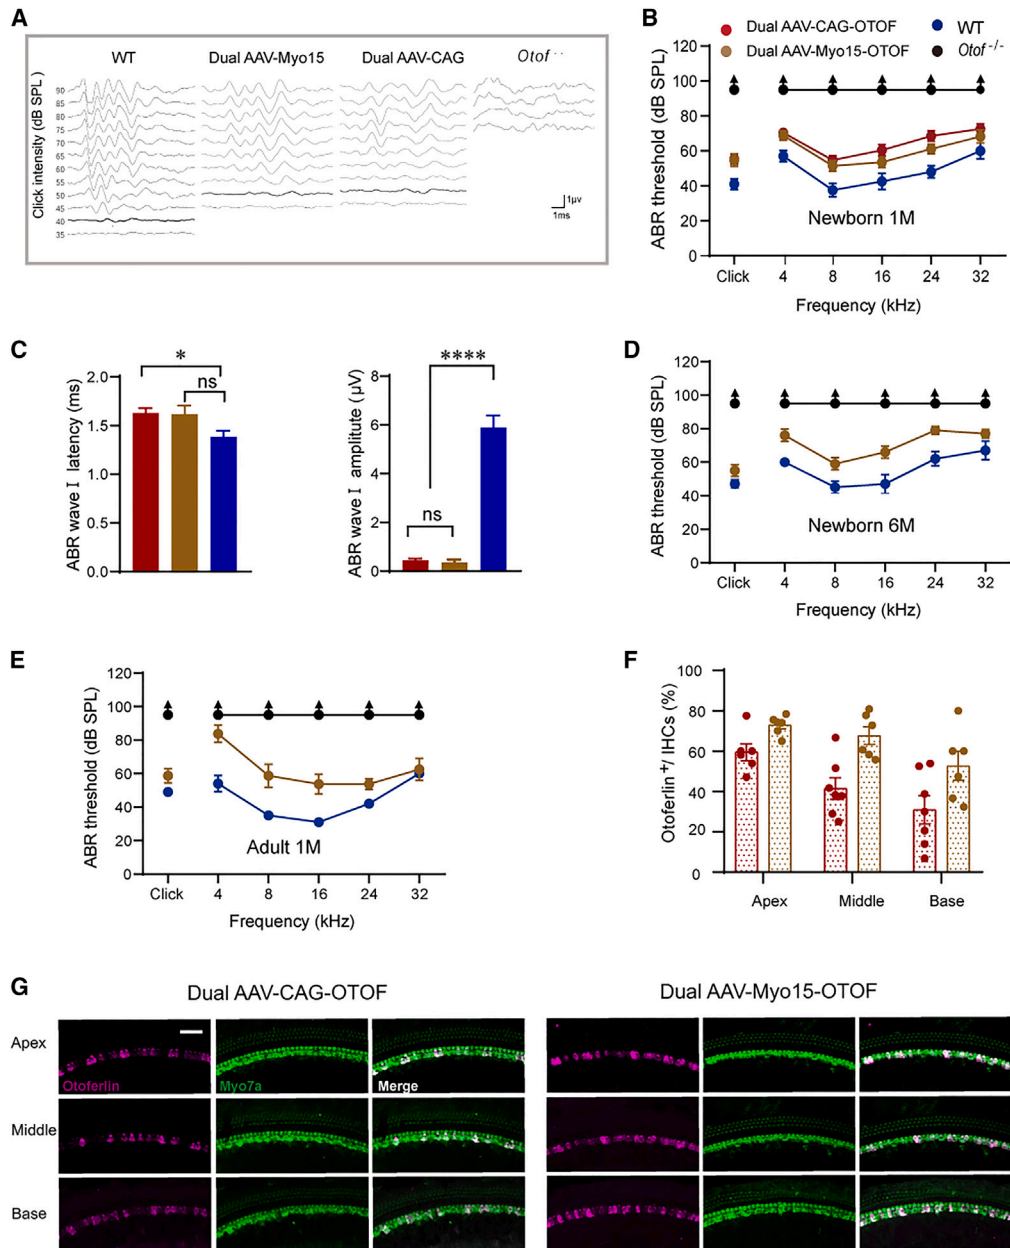 A
WT
Dual AAV-Myo15
Dual AAV-CAG
Otof -/-
Click intensity (dB SPL)
90
85
80
75
70
65
60
55
50
45
40
35
1μv
1ms
B
Dual AAV-CAG-OTOF
WT
Dual AAV-Myo15-OTOF
Otof -/-
ABR threshold (dB SPL)
120
100
80
60
40
20
0
Newborn 1M
Click 4 8 16 24 32
Frequency (kHz)
C
ABR wave I latency (ms)
2.0
1.5
1.0
0.5
0.0
*
ns
ABR wave I amplitude (μV)
8
6
4
2
0
****
ns
D
ABR threshold (dB SPL)
120
100
80
60
40
20
0
Newborn 6M
Click 4 8 16 24 32
Frequency (kHz)
E
ABR threshold (dB SPL)
120
100
80
60
40
20
0
Adult 1M
Click 4 8 16 24 32
Frequency (kHz)
F
Otoferlin n+/ IHCs (%)
100
80
60
40
20
0
Apex Middle Base
G
Dual AAV-CAG-OTOF
Dual AAV-Myo15-OTOF
Apex
Otoferlin
Myo7a
Merge
Middle
Base